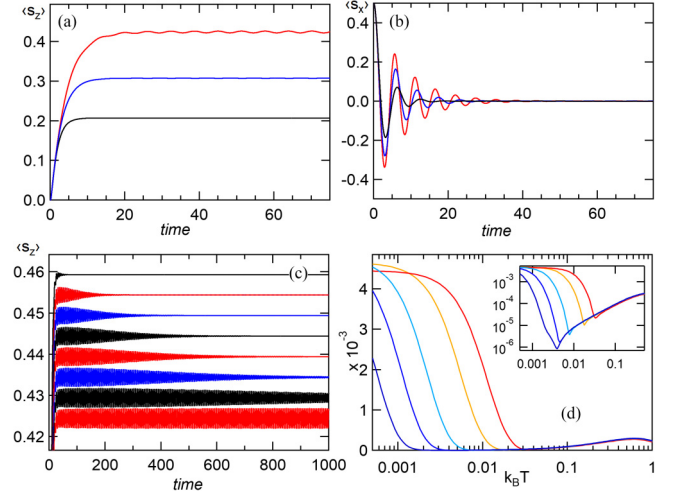 ⟨s_z⟩
(a)
0.4
0.3
0.2
0.1
0.0
0 20 40 60
time
⟨s_x⟩
(b)
0.4
0.2
0.0
-0.2
-0.4
0 20 40 60
time
⟨s_z⟩
(c)
0.46
0.45
0.44
0.43
0.42
0 200 400 600 800 1000
time
4
3
2
1
0
x 10⁻³
0.001 0.01 0.1 1
k_BT
(d)
10⁻³
10⁻⁴
10⁻⁵
10⁻⁶
0.001 0.01 0.1